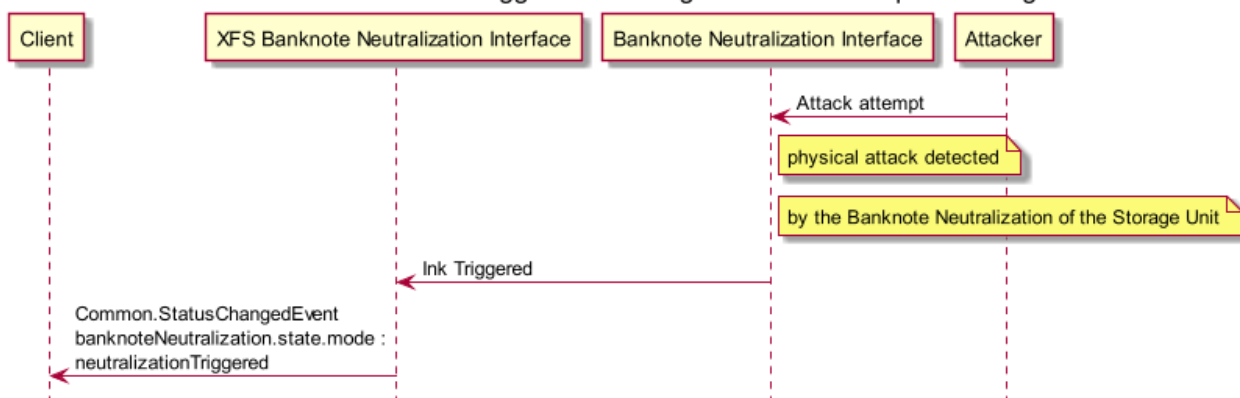 Client
XFS Banknote Neutralization Interface
Banknote Neutralization Interface
Attacker
Attack attempt
physical attack detected
by the Banknote Neutralization of the Storage Unit
Ink Triggered
Common.StatusChangedEvent
banknoteNeutralization.state.mode :
neutralizationTriggered